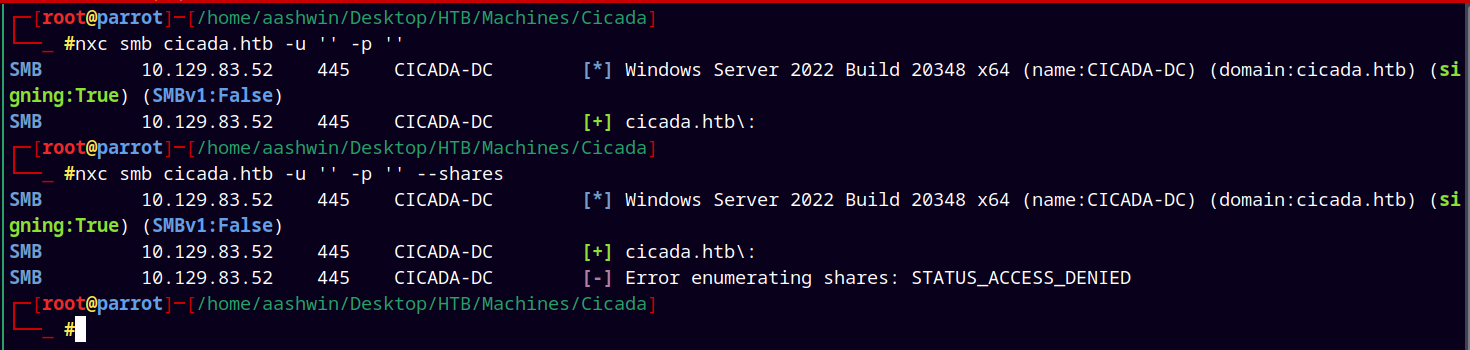 ┌─[root@parrot]─[/home/aashwin/Desktop/HTB/Machines/Cicada]
└──_ #nxc smb cicada.htb -u '' -p ''
SMB 10.129.83.52 445 CICADA-DC [*] Windows Server 2022 Build 20348 x64 (name:CICADA-DC) (domain:cicada.htb) (si
gning:True) (SMBv1:False)
SMB 10.129.83.52 445 CICADA-DC [+] cicada.htb\:
┌─[root@parrot]─[/home/aashwin/Desktop/HTB/Machines/Cicada]
└──_ #nxc smb cicada.htb -u '' -p '' --shares
SMB 10.129.83.52 445 CICADA-DC [*] Windows Server 2022 Build 20348 x64 (name:CICADA-DC) (domain:cicada.htb) (si
gning:True) (SMBv1:False)
SMB 10.129.83.52 445 CICADA-DC [+] cicada.htb\:
SMB 10.129.83.52 445 CICADA-DC [-] Error enumerating shares: STATUS_ACCESS_DENIED
┌─[root@parrot]─[/home/aashwin/Desktop/HTB/Machines/Cicada]
└──_ #